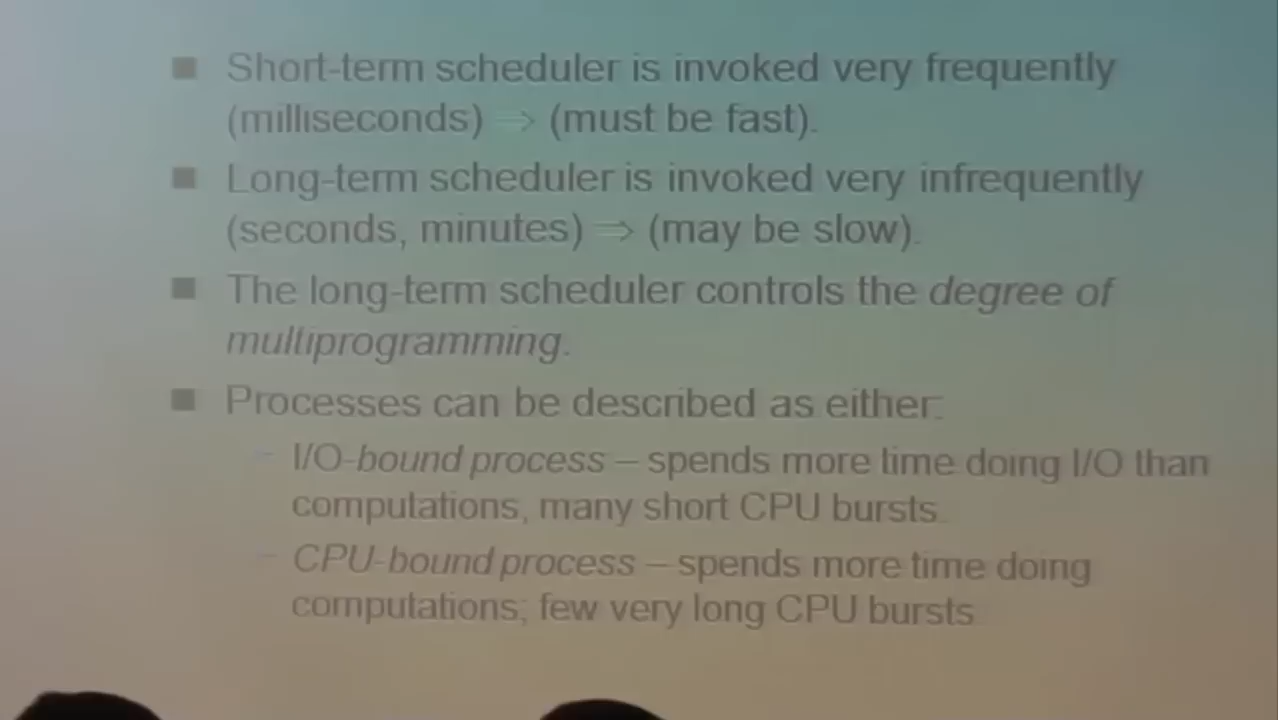 ■ Short-term scheduler is invoked very frequently
(milliseconds) ⇒ (must be fast).
■ Long-term scheduler is invoked very infrequently
(seconds, minutes) ⇒ (may be slow).
■ The long-term scheduler controls the degree of
multiprogramming.
■ Processes can be described as either:
– I/O-bound process – spends more time doing I/O than
computations, many short CPU bursts.
– CPU-bound process – spends more time doing
computations; few very long CPU bursts.